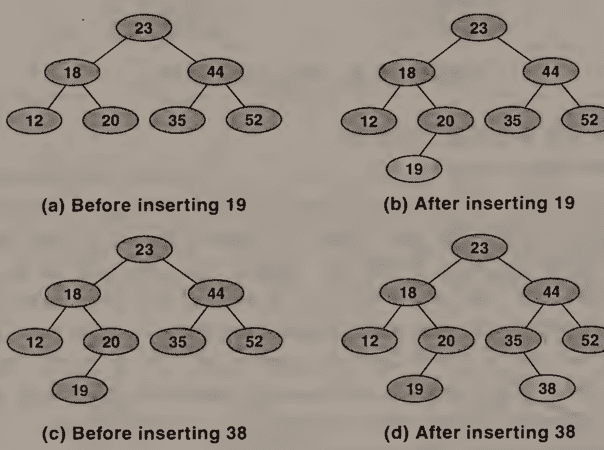 23 23
18 44 18 44
12 20 35 52 12 20 35 52
19
(a) Before inserting 19 (b) After inserting 19
23 23
18 44 18 44
12 20 35 52 12 20 35 52
19 19 38
(c) Before inserting 38 (d) After inserting 38